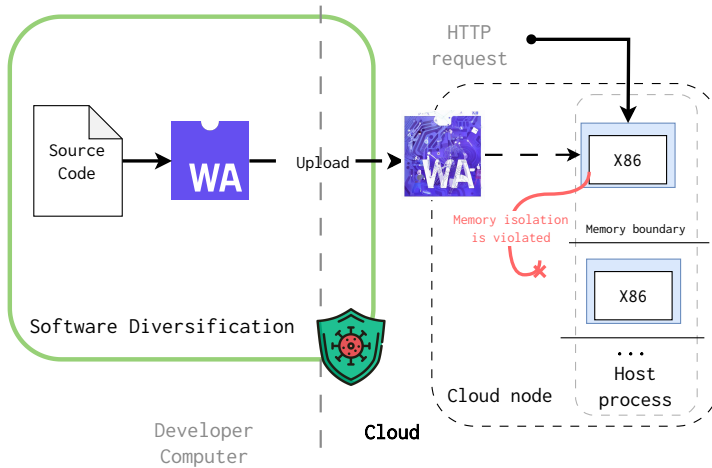 HTTP
request
Source
Code
WA
Upload
WA
X86
Memory isolation
is violated
Memory boundary
X86
Software Diversification
...
Host
process
Cloud node
Developer
Computer
Cloud